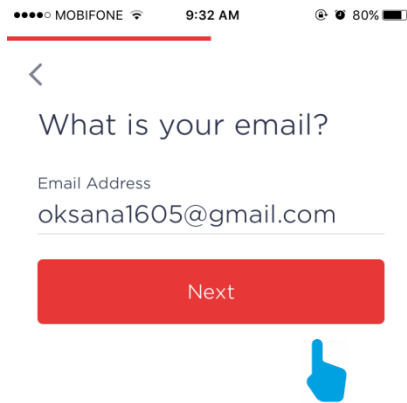 MOBIFONE 9:32 AM 80%
What is your email?
Email Address
oksana1605@gmail.com
Next